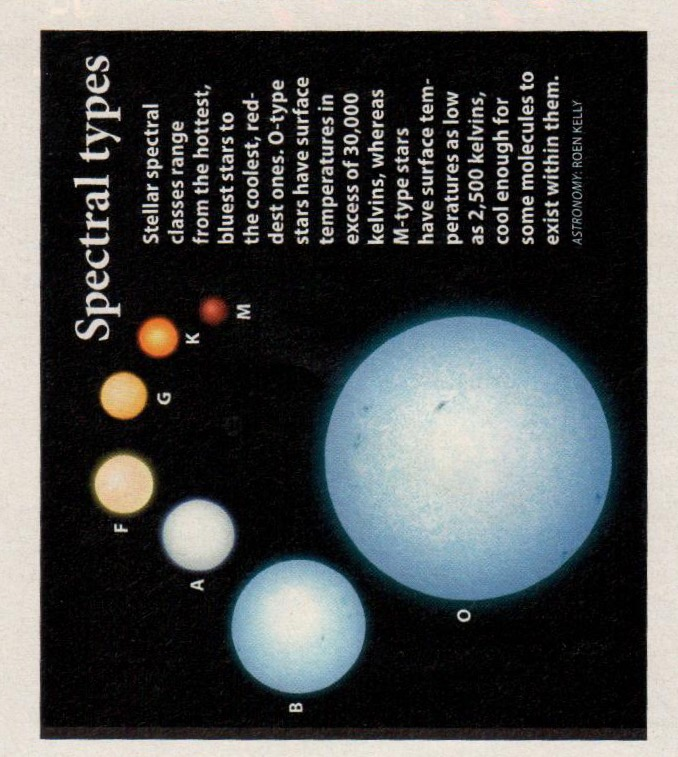 Spectral types
Stellar spectral
classes range
from the hottest,
bluest stars to
the coolest, red-
dest ones. O-type
stars have surface
temperatures in
excess of 30,000
kelvins, whereas
M-type stars
have surface tem-
peratures as low
as 2,500 kelvins,
cool enough for
some molecules to
exist within them.
ASTRONOMY: ROEN KELLY
O
B
A
F
G
K
M